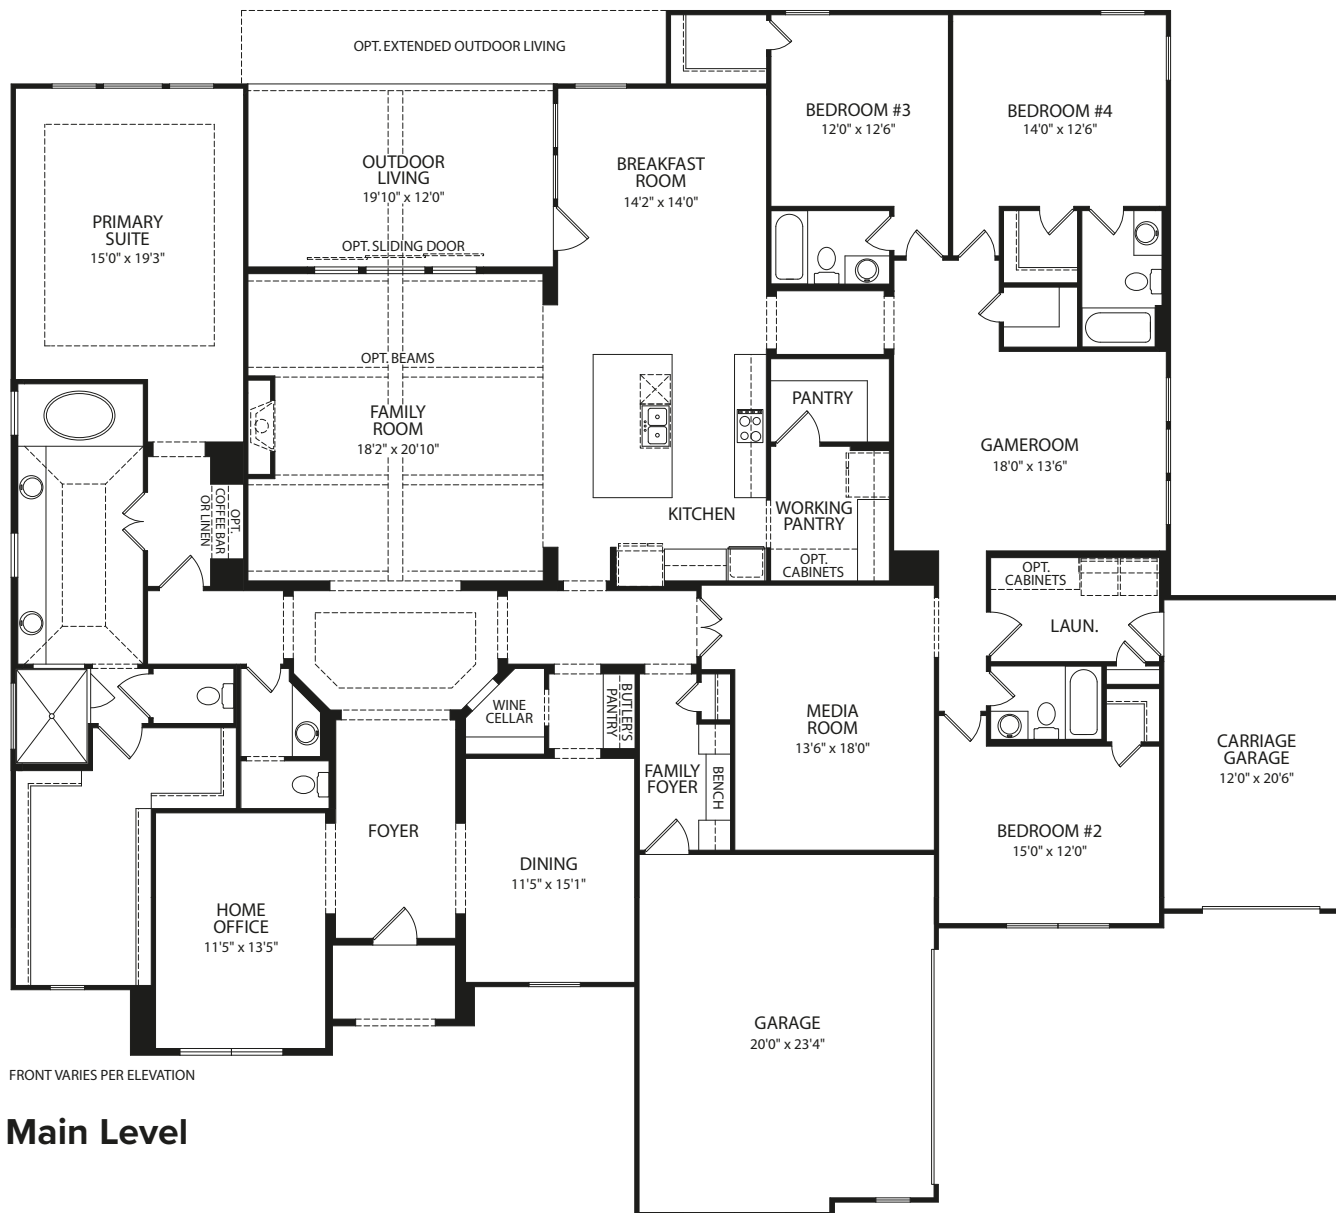 OPT. EXTENDED OUTDOOR LIVING
BEDROOM #3
12'0" x 12'6"
BEDROOM #4
14'0" x 12'6"
OUTDOOR
LIVING
19'10" x 12'0"
BREAKFAST
ROOM
14'2" x 14'0"
PRIMARY
SUITE
15'0" x 19'3"
OPT. SLIDING DOOR
OPT. BEAMS
FAMILY
ROOM
18'2" x 20'10"
PANTRY
GAMEROOM
18'0" x 13'6"
OPT.
COFFEE BAR
OR LINEN
KITCHEN
WORKING
PANTRY
OPT.
CABINETS
OPT.
CABINETS
LAUN.
WINE
CELLAR
BUTLER'S
PANTRY
MEDIA
ROOM
13'6" x 18'0"
CARRIAGE
GARAGE
12'0" x 20'6"
FAMILY
FOYER
BENCH
FOYER
BEDROOM #2
15'0" x 12'0"
DINING
11'5" x 15'1"
HOME
OFFICE
11'5" x 13'5"
GARAGE
20'0" x 23'4"
FRONT VARIES PER ELEVATION
Main Level